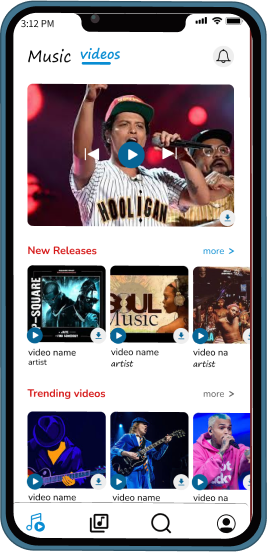 3:12 PM
Music videos
HOOLIGAN
New Releases
more >
P-SQUARE
SOUL
Music
video name
video name
video na
artist
artist
artist
Trending videos
more >
video name
video name
video na